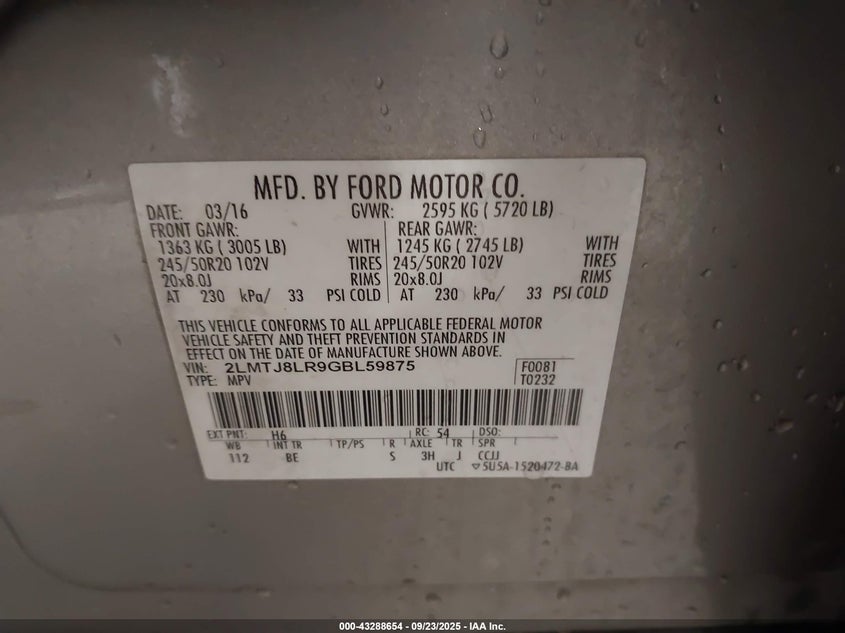 MFD. BY FORD MOTOR CO.
DATE: 03/16 GVWR: 2595 KG ( 5720 LB)
FRONT GAWR: REAR GAWR:
1363 KG ( 3005 LB) WITH 1245 KG ( 2745 LB) WITH
245/50R20 102V TIRES 245/50R20 102V TIRES
20x8.0J RIMS 20x8.0J RIMS
AT 230 kPa/ 33 PSI COLD AT 230 kPa/ 33 PSI COLD
THIS VEHICLE CONFORMS TO ALL APPLICABLE FEDERAL MOTOR
VEHICLE SAFETY AND THEFT PREVENTION STANDARDS IN
EFFECT ON THE DATE OF MANUFACTURE SHOWN ABOVE.
VIN: 2LMTJ8LR9GBL59875 F0081
TYPE: MPV T0232
EXT PNT: H6 RC: 54 DSO:
WB INT TR TP/PS R AXLE TR SPR
112 BE S 3H J CCJJ
UTC ▽5U5A-1520472-BA
000-43288654 - 09/23/2025 - IAA Inc.